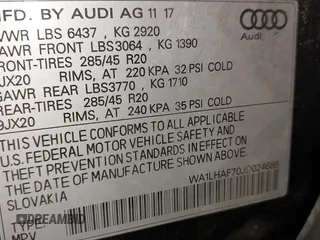 MFD. BY AUDI AG 11 17
GVWR LBS 6437 , KG 2920
GAWR FRONT LBS3064 , KG 1390
FRONT-TIRES 285/45 R20
9JX20 RIMS, AT 220 KPA 32 PSI COLD
GAWR REAR LBS3770 , KG 1710
REAR-TIRES 285/45 R20
9JX20 RIMS, AT 240 KPA 35 PSI COLD
THIS VEHICLE CONFORMS TO ALL APPLICABLE
U.S. FEDERAL MOTOR VEHICLE SAFETY AND
THEFT PREVENTION STANDARDS IN EFFECT ON
THE DATE OF MANUFACTURE SHOWN ABOVE.
SLOVAKIA WA1LHAF70JD024688
TYPE
MPV
Audi
DREAMBID